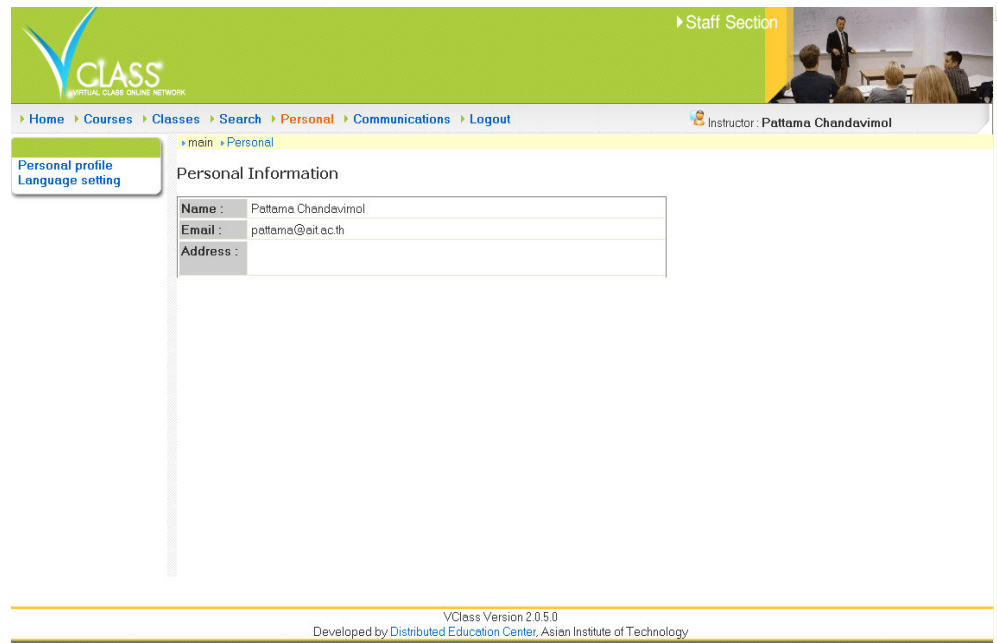 Staff Section
VCLASS
VIRTUAL CLASS ONLINE NETWORK
Home Courses Classes Search Personal Communications Logout
Instructor : Pattama Chandavimol
main Personal
Personal profile
Language setting
Personal Information
Name : Pattama Chandavimol
Email : pattama@ait.ac.th
Address :
VClass Version 2.0.5.0
Developed by Distributed Education Center, Asian Institute of Technology